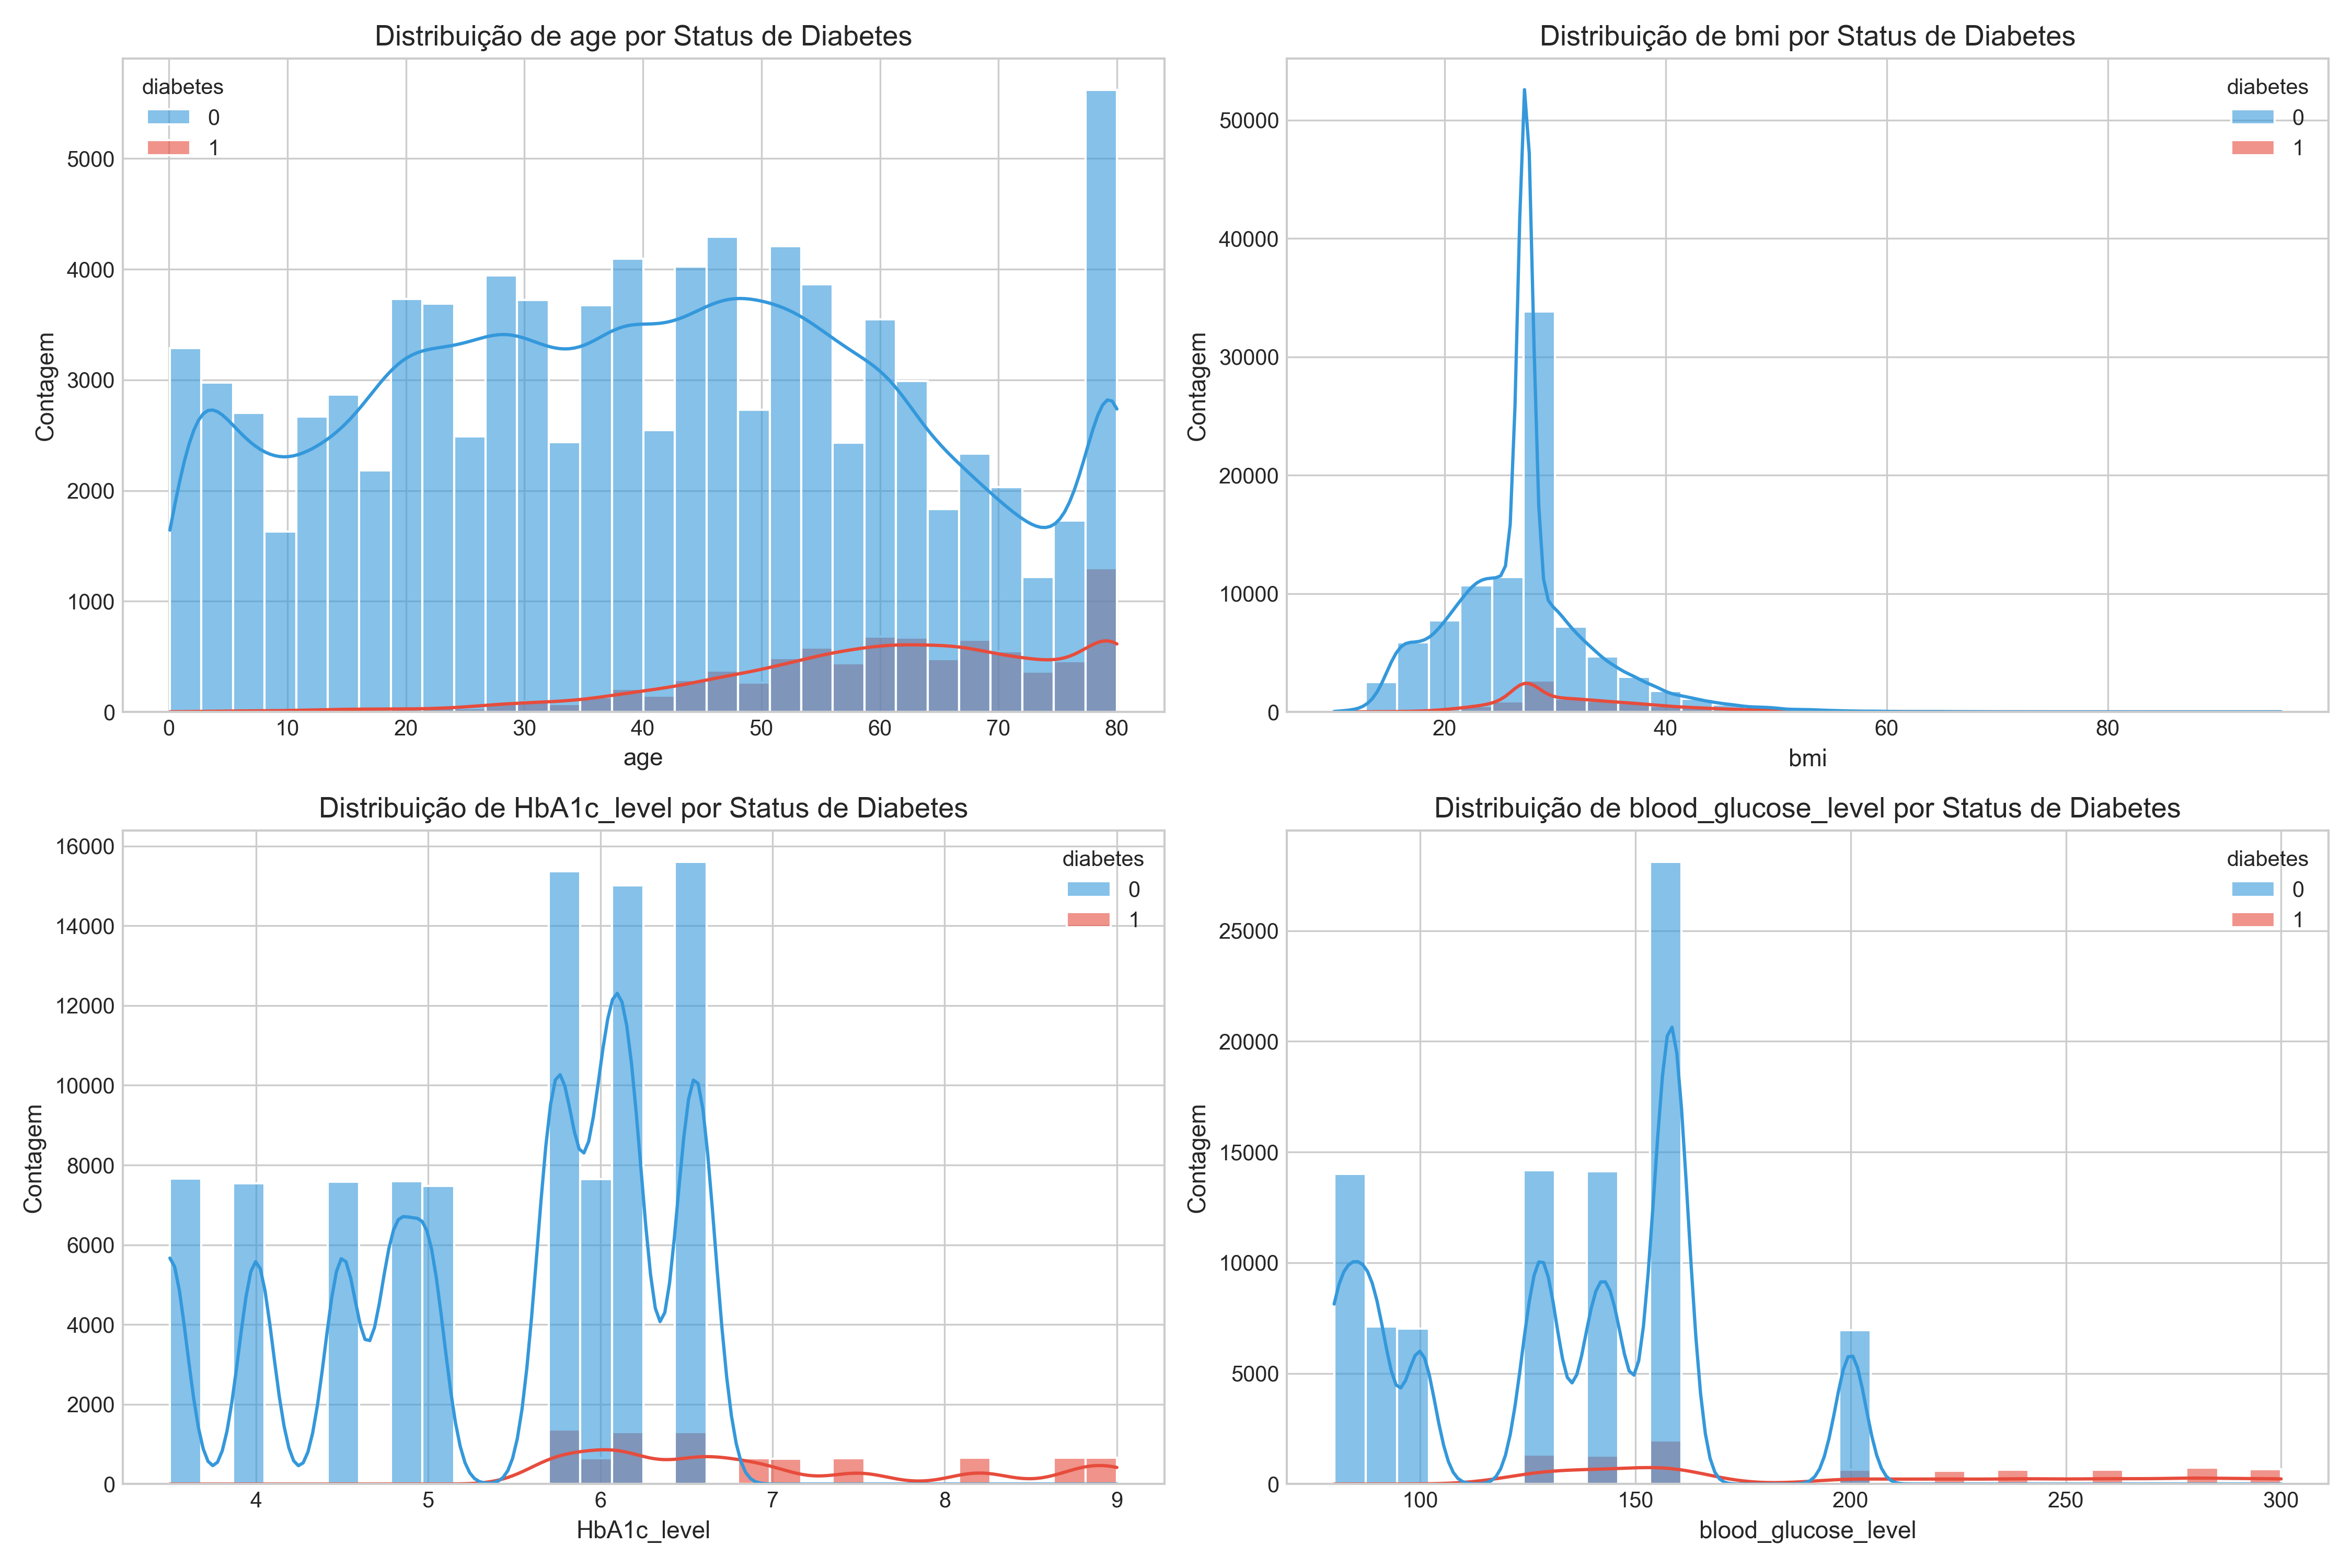 Distribuição de age por Status de Diabetes
diabetes
0
1
Contagem
5000
4000
3000
2000
1000
0
0 10 20 30 40 50 60 70 80
age
Distribuição de bmi por Status de Diabetes
diabetes
0
1
Contagem
50000
40000
30000
20000
10000
0
20 40 60 80
bmi
Distribuição de HbA1c_level por Status de Diabetes
diabetes
0
1
Contagem
16000
14000
12000
10000
8000
6000
4000
2000
0
4 5 6 7 8 9
HbA1c_level
Distribuição de blood_glucose_level por Status de Diabetes
diabetes
0
1
Contagem
25000
20000
15000
10000
5000
0
100 150 200 250 300
blood_glucose_level